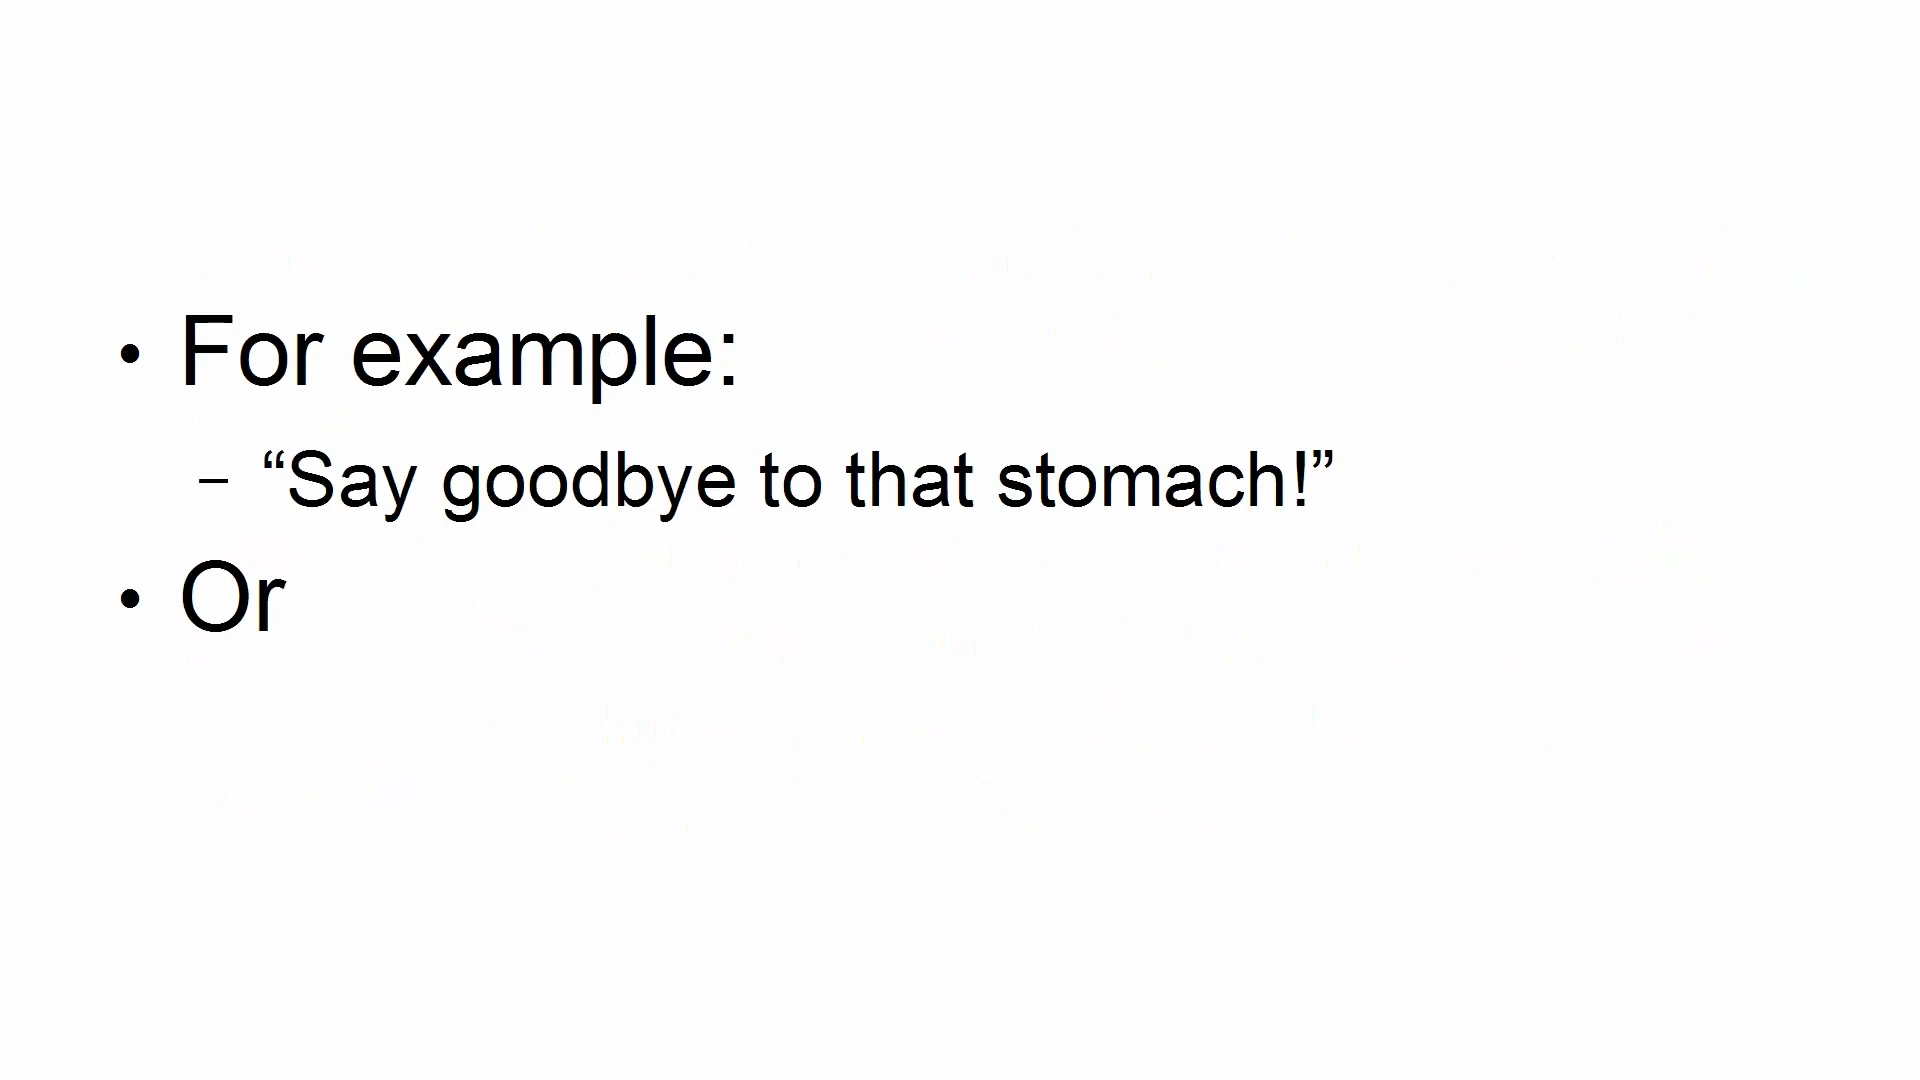 • For example:
– “Say goodbye to that stomach!”
• Or